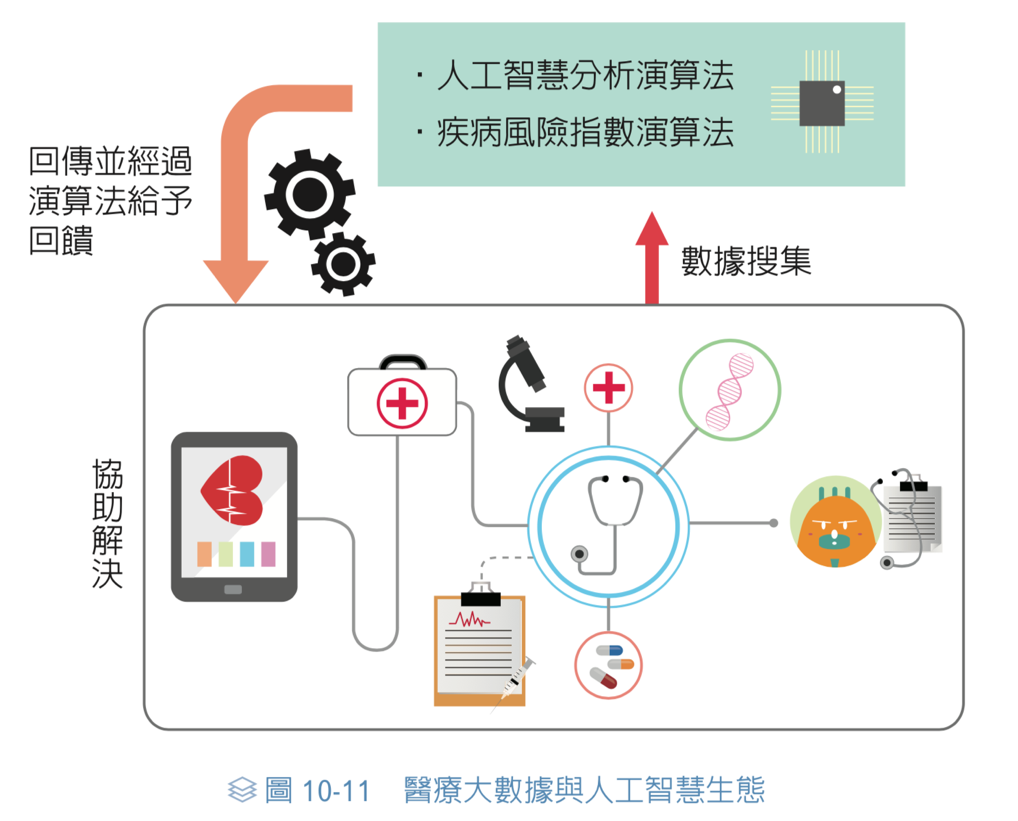 · 人工智慧分析演算法
· 疾病風險指數演算法
回傳並經過
演算法給予
回饋
數據搜集
協助解決
圖 10-11 醫療大數據與人工智慧生態